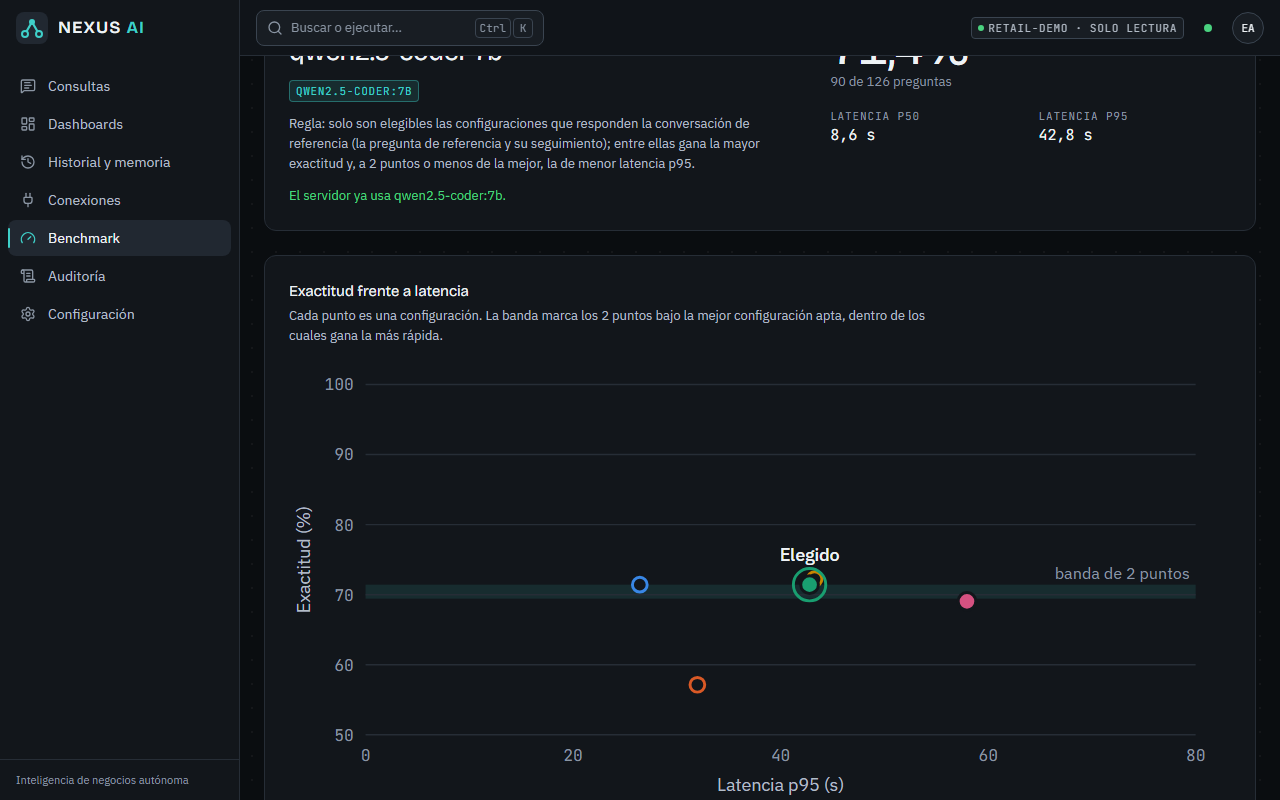 NEXUS AI
Buscar o ejecutar...
Ctrl K
RETAIL-DEMO · SOLO LECTURA
EA
Consultas
Dashboards
Historial y memoria
Conexiones
Benchmark
Auditoría
Configuración
Inteligencia de negocios autónoma
qwen2.5-coder:7b
QWEN2.5-CODER:7B
Regla: solo son elegibles las configuraciones que responden la conversación de
referencia (la pregunta de referencia y su seguimiento); entre ellas gana la mayor
exactitud y, a 2 puntos o menos de la mejor, la de menor latencia p95.
El servidor ya usa qwen2.5-coder:7b.
71,4%
90 de 126 preguntas
LATENCIA P50
8,6 s
LATENCIA P95
42,8 s
Exactitud frente a latencia
Cada punto es una configuración. La banda marca los 2 puntos bajo la mejor configuración apta, dentro de los
cuales gana la más rápida.
Exactitud (%)
100
90
80
70
60
50
Elegido
banda de 2 puntos
0
20
40
60
80
Latencia p95 (s)